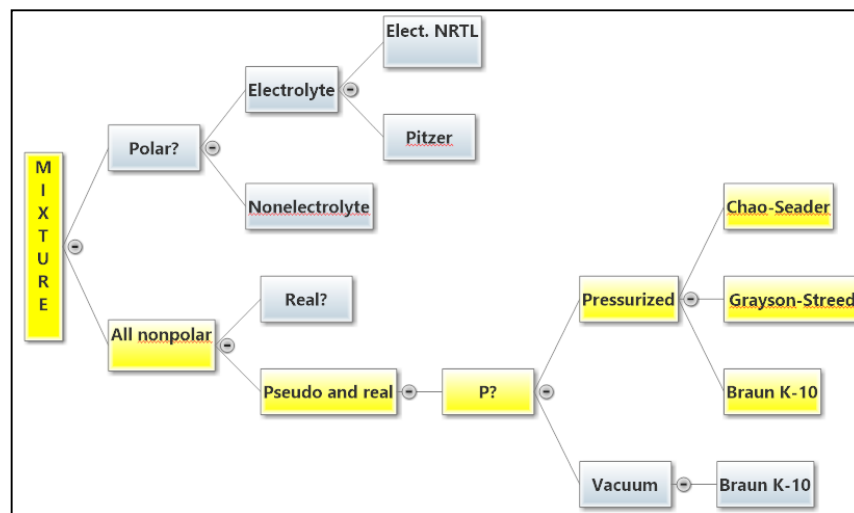 MIXTURE
Polar?
Electrolyte
Elect. NRTL
Pitzer
Nonelectrolyte
All nonpolar
Real?
Pseudo and real
P?
Pressurized
Chao-Seader
Grayson-Streed
Braun K-10
Vacuum
Braun K-10